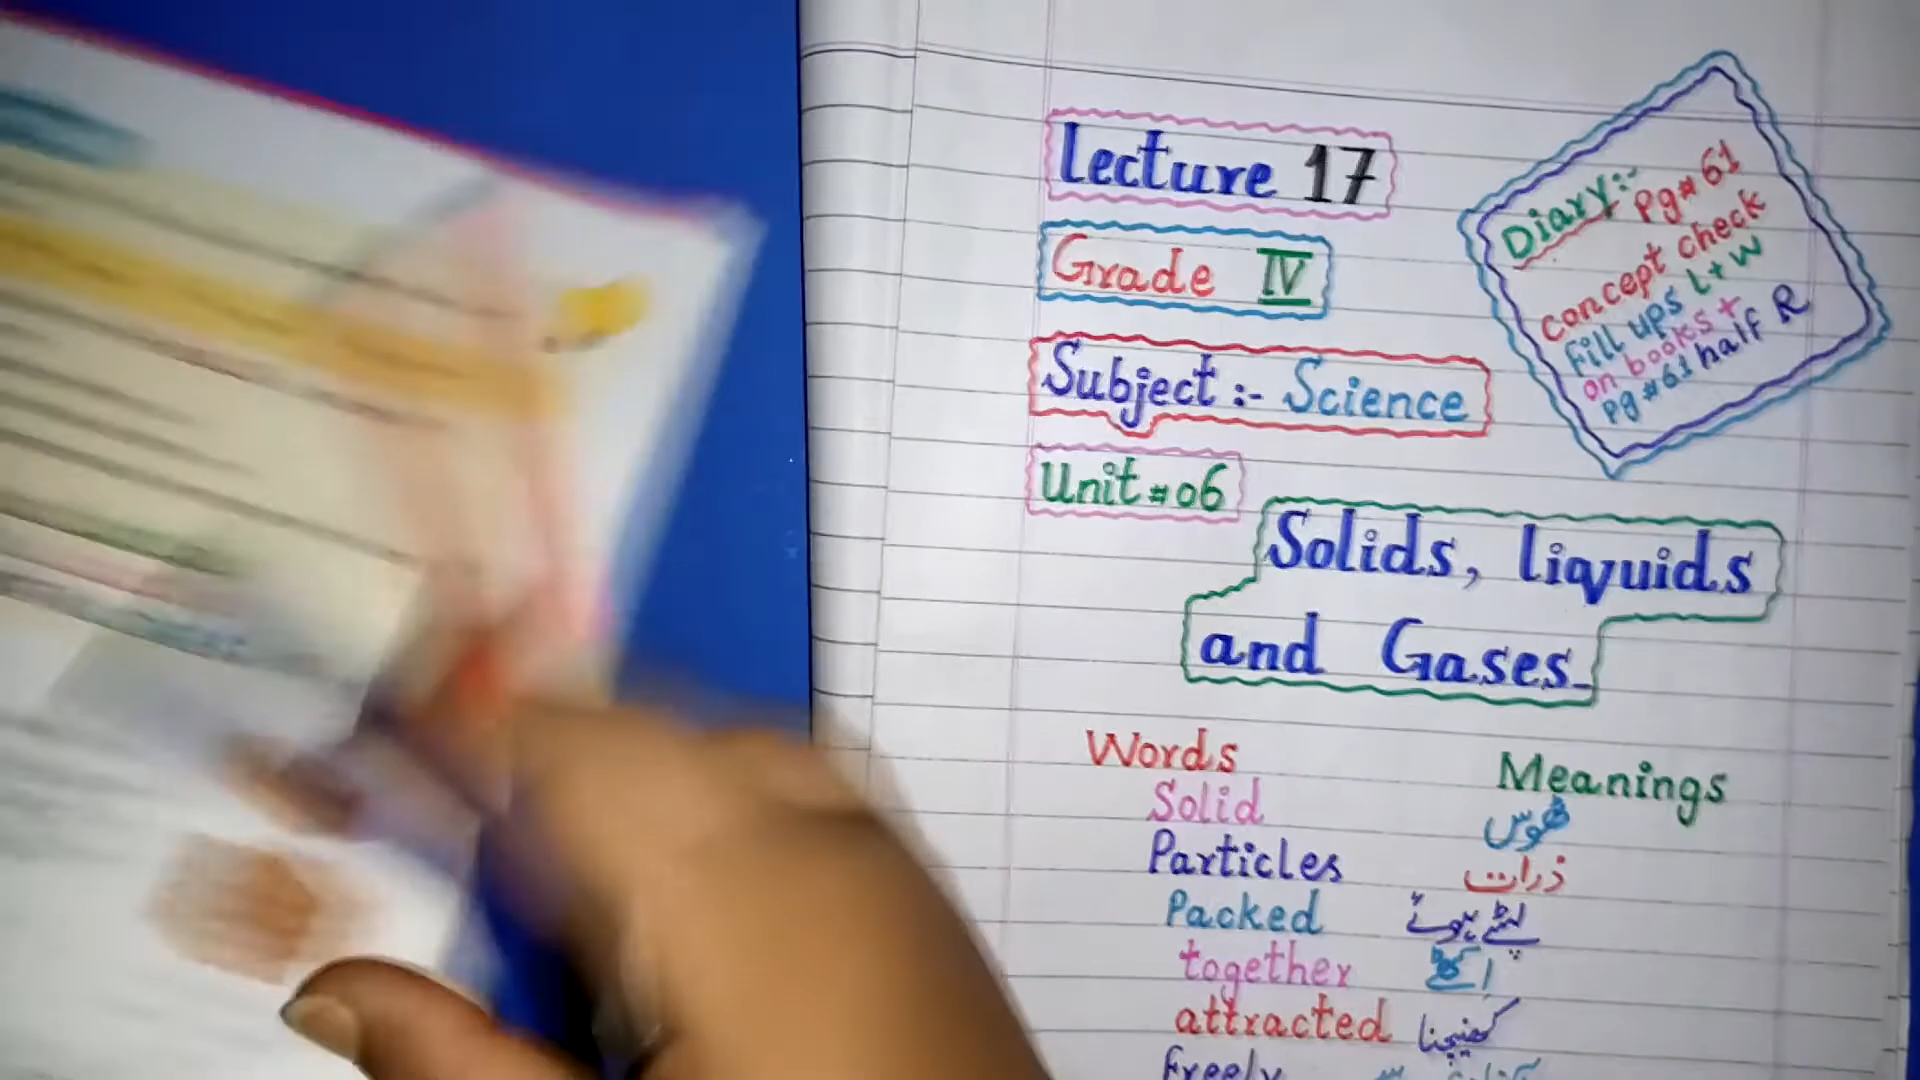 Lecture 17
Grade IV
Subject:- Science
Unit # 06
Solids, liquids
and Gases
Diary:- Pg# 61
Concept check
Fill ups L + W
on books +
Pg # 61 half R
Words Meanings
Solid ٹھوس
Particles ذرات
Packed لپٹے ہوئے
together اکٹھے
attracted کھینچنا
Freely